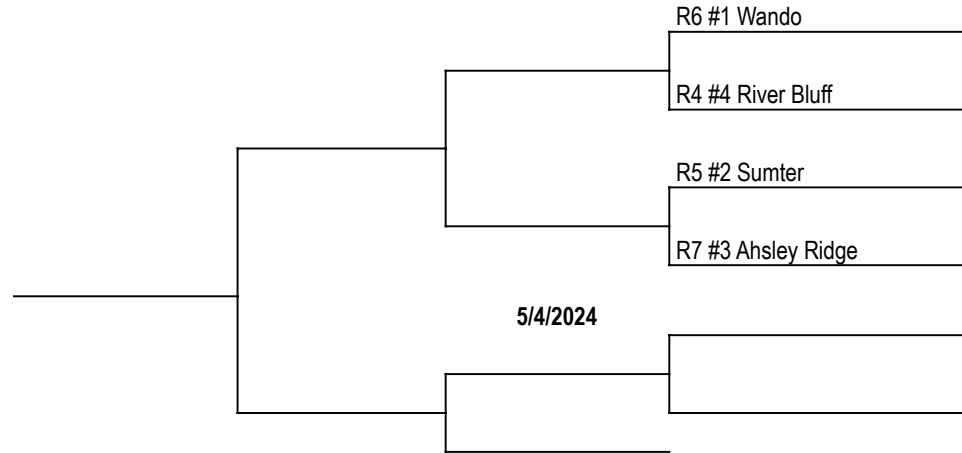 R6 #1 Wando
R4 #4 River Bluff
R5 #2 Sumter
R7 #3 Ahsley Ridge
5/4/2024